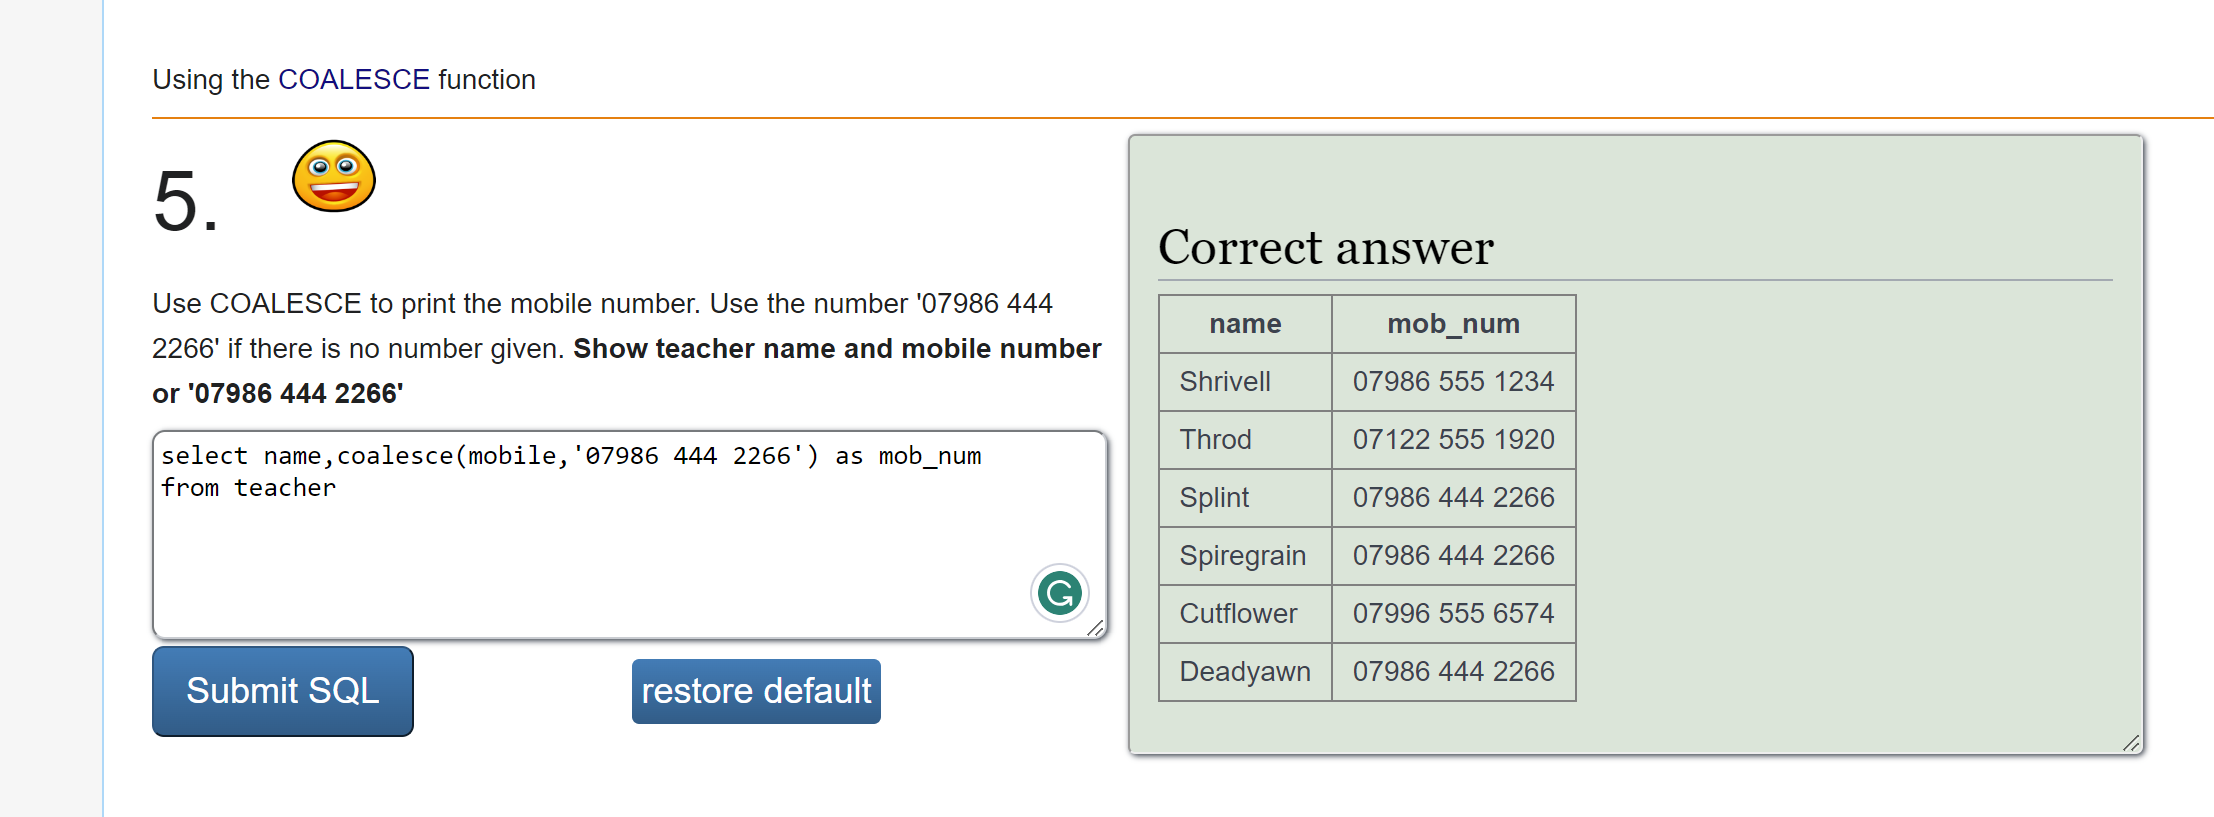 Using the COALESCE function
5.
Use COALESCE to print the mobile number. Use the number '07986 444
2266' if there is no number given. Show teacher name and mobile number
or '07986 444 2266'
select name,coalesce(mobile,'07986 444 2266') as mob_num
from teacher
Submit SQL
restore default
Correct answer
name mob_num
Shrivell 07986 555 1234
Throd 07122 555 1920
Splint 07986 444 2266
Spiregrain 07986 444 2266
Cutflower 07996 555 6574
Deadyawn 07986 444 2266